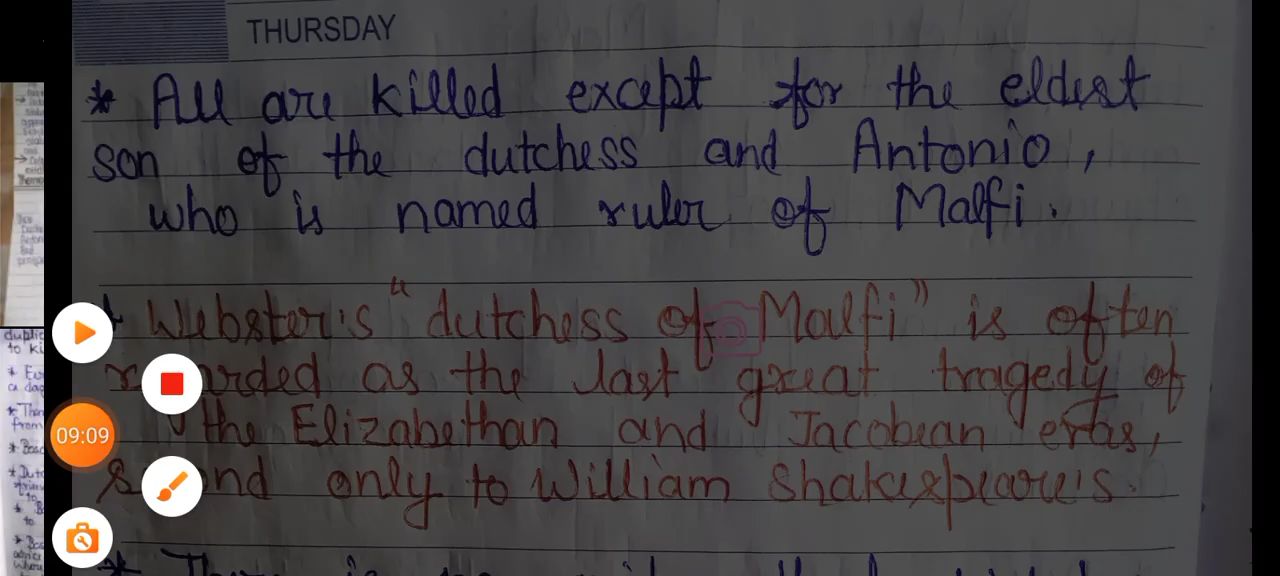 THURSDAY
* All are killed except for the eldest
son of the dutchess and Antonio,
who is named ruler of Malfi.
Webster's "dutchess of Malfi" is often
as the last great tragedy of
the Elizabethan and Jacobean eras,
only to William Shakespeare's.
09:09